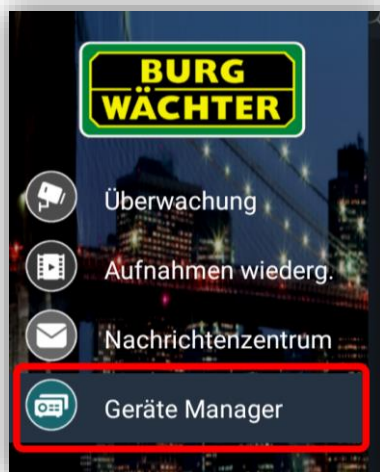 BURG
WÄCHTER
Überwachung
Aufnahmen wiederg.
Nachrichtenzentrum
Geräte Manager